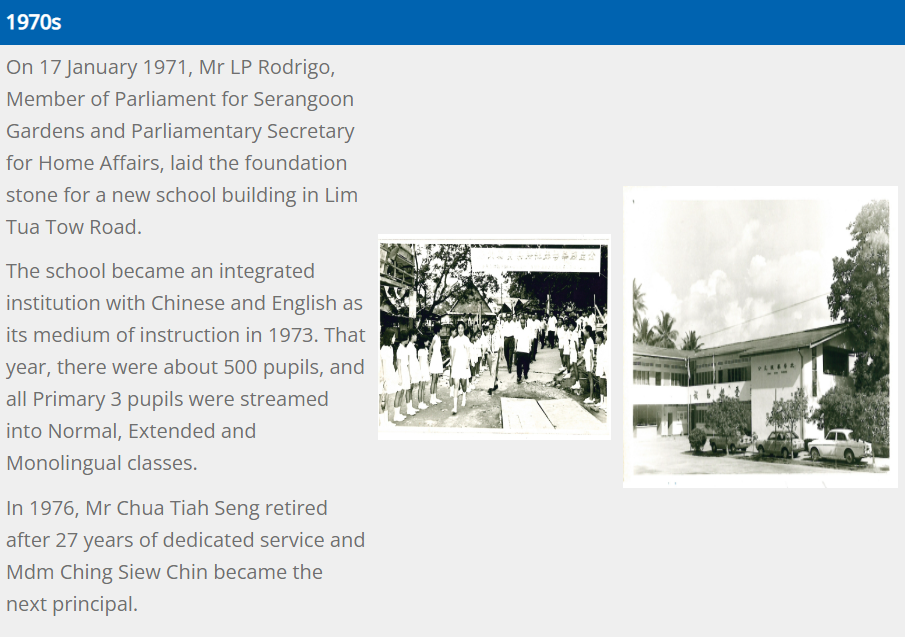 1970s
On 17 January 1971, Mr LP Rodrigo,
Member of Parliament for Serangoon
Gardens and Parliamentary Secretary
for Home Affairs, laid the foundation
stone for a new school building in Lim
Tua Tow Road.
The school became an integrated
institution with Chinese and English as
its medium of instruction in 1973. That
year, there were about 500 pupils, and
all Primary 3 pupils were streamed
into Normal, Extended and
Monolingual classes.
In 1976, Mr Chua Tiah Seng retired
after 27 years of dedicated service and
Mdm Ching Siew Chin became the
next principal.